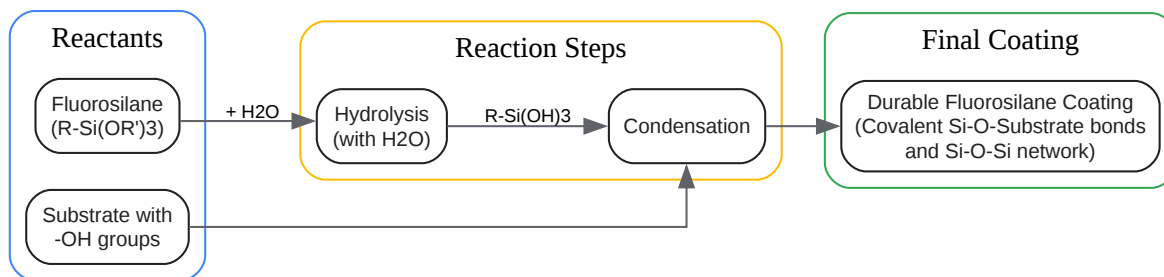 Reactants
Fluorosilane
(R-Si(OR')3)
Substrate with
-OH groups
+ H2O
Reaction Steps
Hydrolysis
(with H2O)
R-Si(OH)3
Condensation
Final Coating
Durable Fluorosilane Coating
(Covalent Si-O-Substrate bonds
and Si-O-Si network)